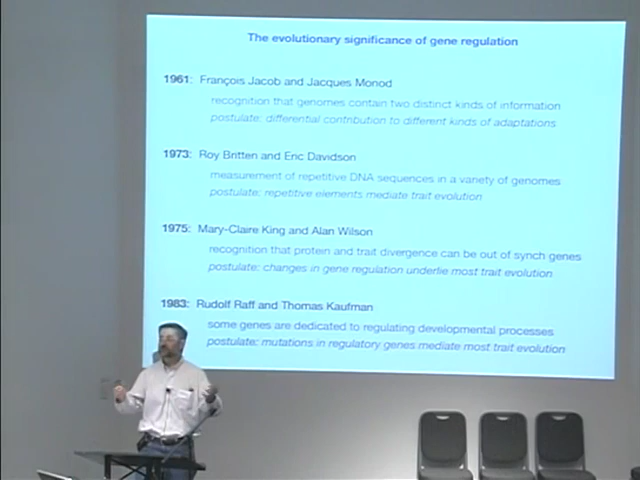 The evolutionary significance of gene regulation
1961: François Jacob and Jacques Monod
recognition that genomes contain two distinct kinds of information
postulate: differential contribution to different kinds of adaptations
1973: Roy Britten and Eric Davidson
measurement of repetitive DNA sequences in a variety of genomes
postulate: repetitive elements mediate trait evolution
1975: Mary-Claire King and Alan Wilson
recognition that protein and trait divergence can be out of synch genes
postulate: changes in gene regulation underlie most trait evolution
1983: Rudolf Raff and Thomas Kaufman
some genes are dedicated to regulating developmental processes
postulate: mutations in regulatory genes mediate most trait evolution